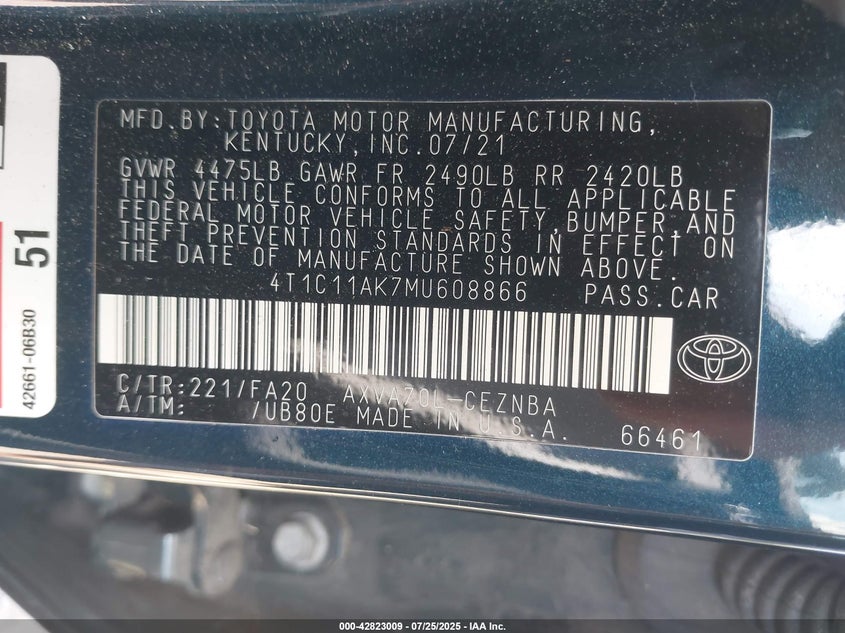 MFD.BY:TOYOTA MOTOR MANUFACTURING,
KENTUCKY,INC.07/21
GVWR 4475LB GAWR FR 2490LB RR 2420LB
THIS VEHICLE CONFORMS TO ALL APPLICABLE
FEDERAL MOTOR VEHICLE SAFETY,BUMPER,AND
THEFT PREVENTION STANDARDS IN EFFECT ON
THE DATE OF MANUFACTURE SHOWN ABOVE.
4T1C11AK7MU608866 PASS.CAR
C/TR:221/FA20 AXVA70L-CEZNBA
A/TM: /UB80E MADE IN U.S.A. 66461
51
42661-06B30
000-42823009 - 07/25/2025 - IAA Inc.